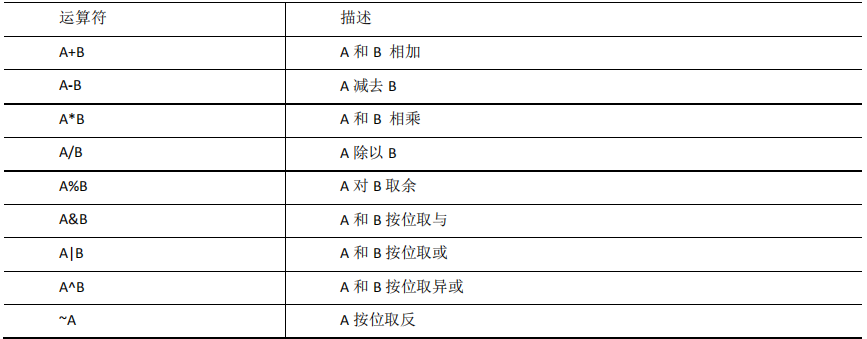 运算符 描述
A+B A 和 B 相加
A-B A 减去 B
A*B A 和 B 相乘
A/B A 除以 B
A%B A 对 B 取余
A&B A 和 B 按位取与
A|B A 和 B 按位取或
A^B A 和 B 按位取异或
~A A 按位取反